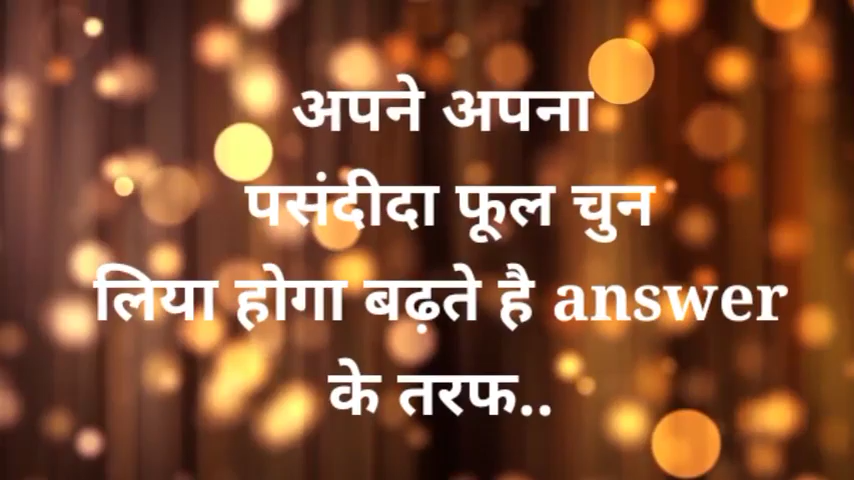 अपने अपना
पसंदीदा फूल चुन
लिया होगा बढ़ते है answer
के तरफ..